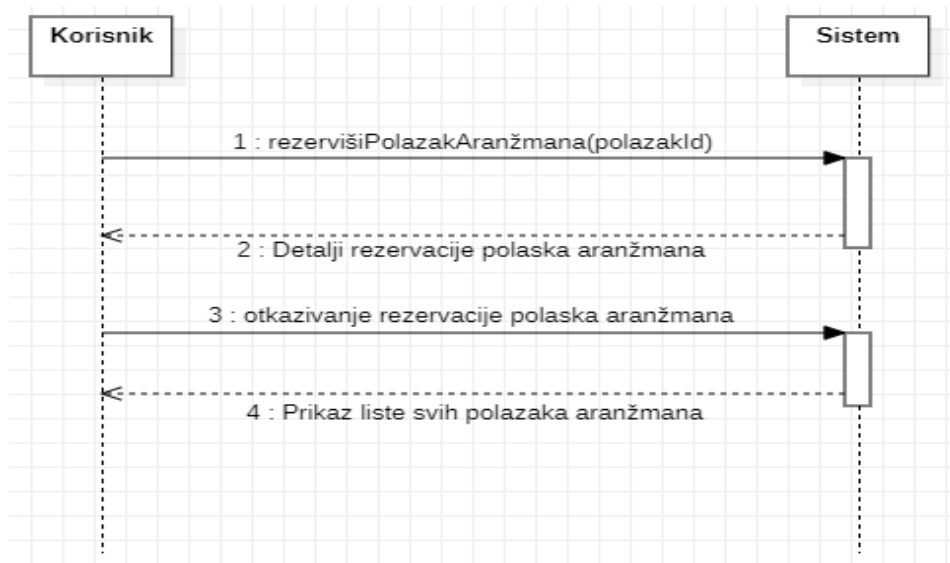 Korisnik
Sistem
1 : rezervišiPolazakAranžmana(polazakId)
2 : Detalji rezervacije polaska aranžmana
3 : otkazivanje rezervacije polaska aranžmana
4 : Prikaz liste svih polazaka aranžmana